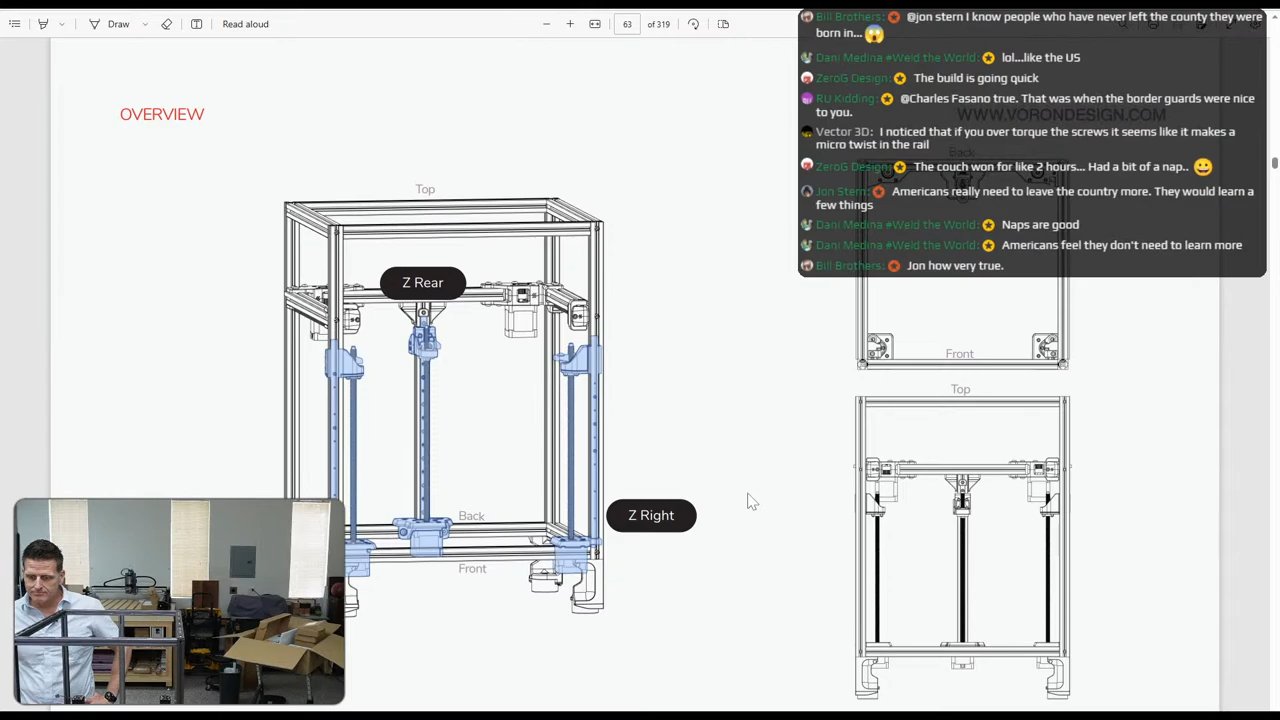 Draw
Read aloud
63
of 319
Bill Brothers: @jon stern I know people who have never left the county they were
born in... 😱
Dani Medina #Weld the World: lol...like the US
ZeroG Design: The build is going quick
RU Kidding: @Charles Fasano true. That was when the border guards were nice
to you.
Vector 3D: I noticed that if you over torque the screws it seems like it makes a
micro twist in the rail
ZeroG Design: The couch won for like 2 hours... Had a bit of a nap.. 😀
Jon Stern: Americans really need to leave the country more. They would learn a
few things
Dani Medina #Weld the World: Naps are good
Dani Medina #Weld the World: Americans feel they don't need to learn more
Bill Brothers: Jon how very true.
OVERVIEW
WWW.VORONDESIGN.COM
Back
Top
Z Rear
Front
Top
Z Right
Back
Front